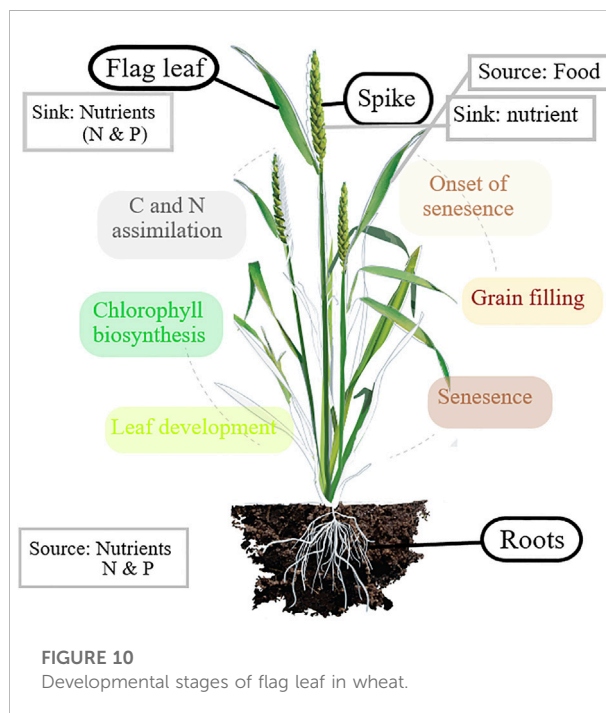 Flag leaf
Spike
Source: Food
Sink: nutrient
Sink: Nutrients
(N & P)
C and N
assimilation
Onset of
senesence
Chlorophyll
biosynthesis
Grain filling
Leaf development
Senesence
Source: Nutrients
N & P
Roots
FIGURE 10
Developmental stages of flag leaf in wheat.